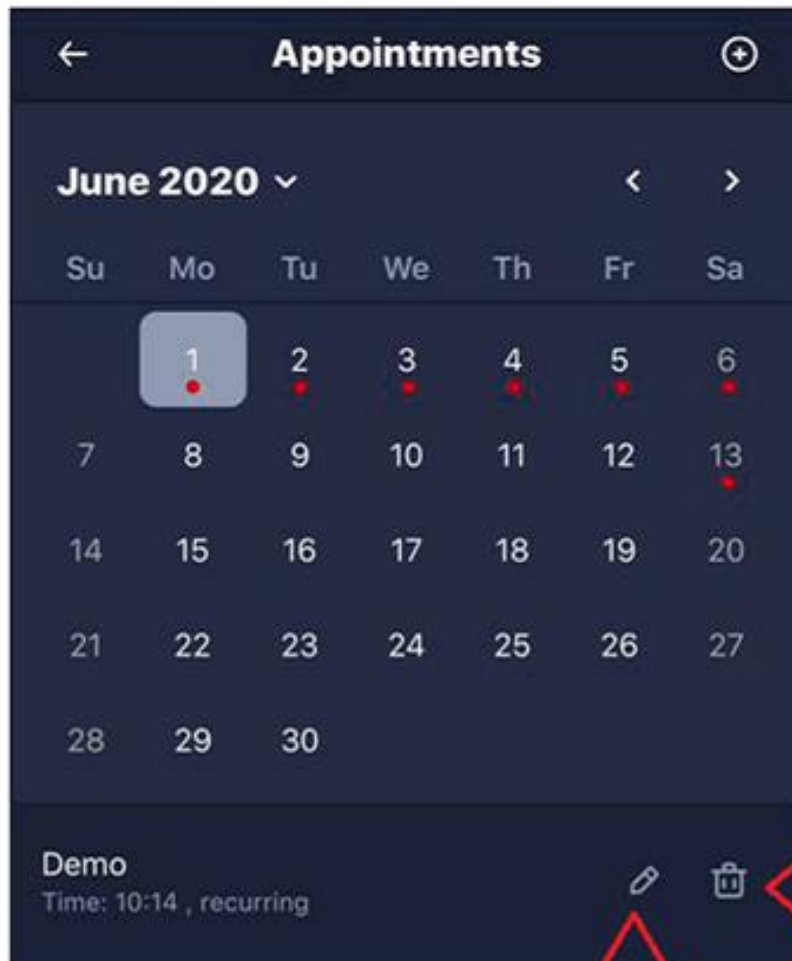 Appointments
June 2020
Su Mo Tu We Th Fr Sa
1 2 3 4 5 6
7 8 9 10 11 12 13
14 15 16 17 18 19 20
21 22 23 24 25 26 27
28 29 30
Demo
Time: 10:14 , recurring